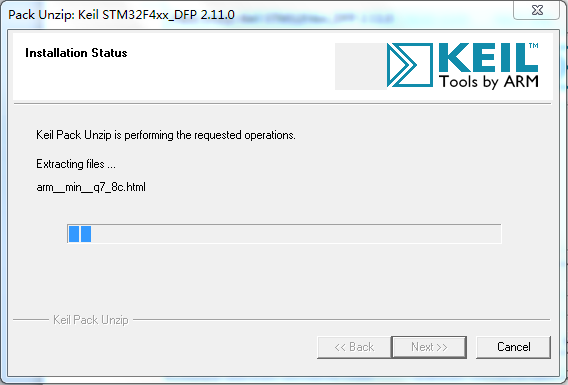 Pack Unzip: Keil STM32F4xx_DFP 2.11.0
Installation Status
KEIL™
Tools by ARM
Keil Pack Unzip is performing the requested operations.
Extracting files ...
arm__min__q7_8c.html
Keil Pack Unzip
<< Back
Next >>
Cancel